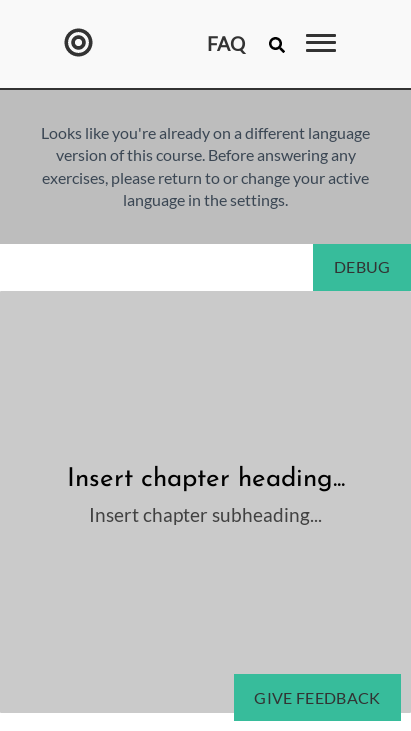 FAQ
Looks like you're already on a different language
version of this course. Before answering any
exercises, please return to or change your active
language in the settings.
DEBUG
Insert chapter heading...
Insert chapter subheading...
GIVE FEEDBACK